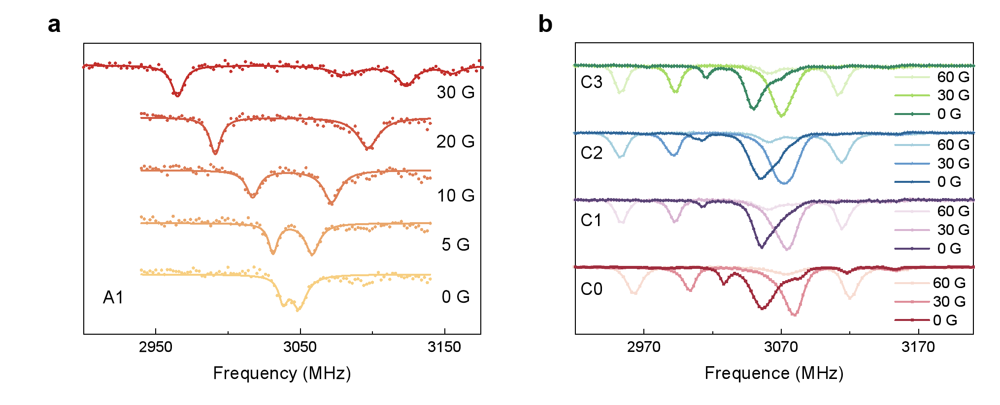 a
30 G
20 G
10 G
5 G
0 G
A1
2950 3050 3150
Frequency (MHz)
b
C3
60 G
30 G
0 G
C2
60 G
30 G
0 G
C1
60 G
30 G
0 G
C0
60 G
30 G
0 G
2970 3070 3170
Frequence (MHz)